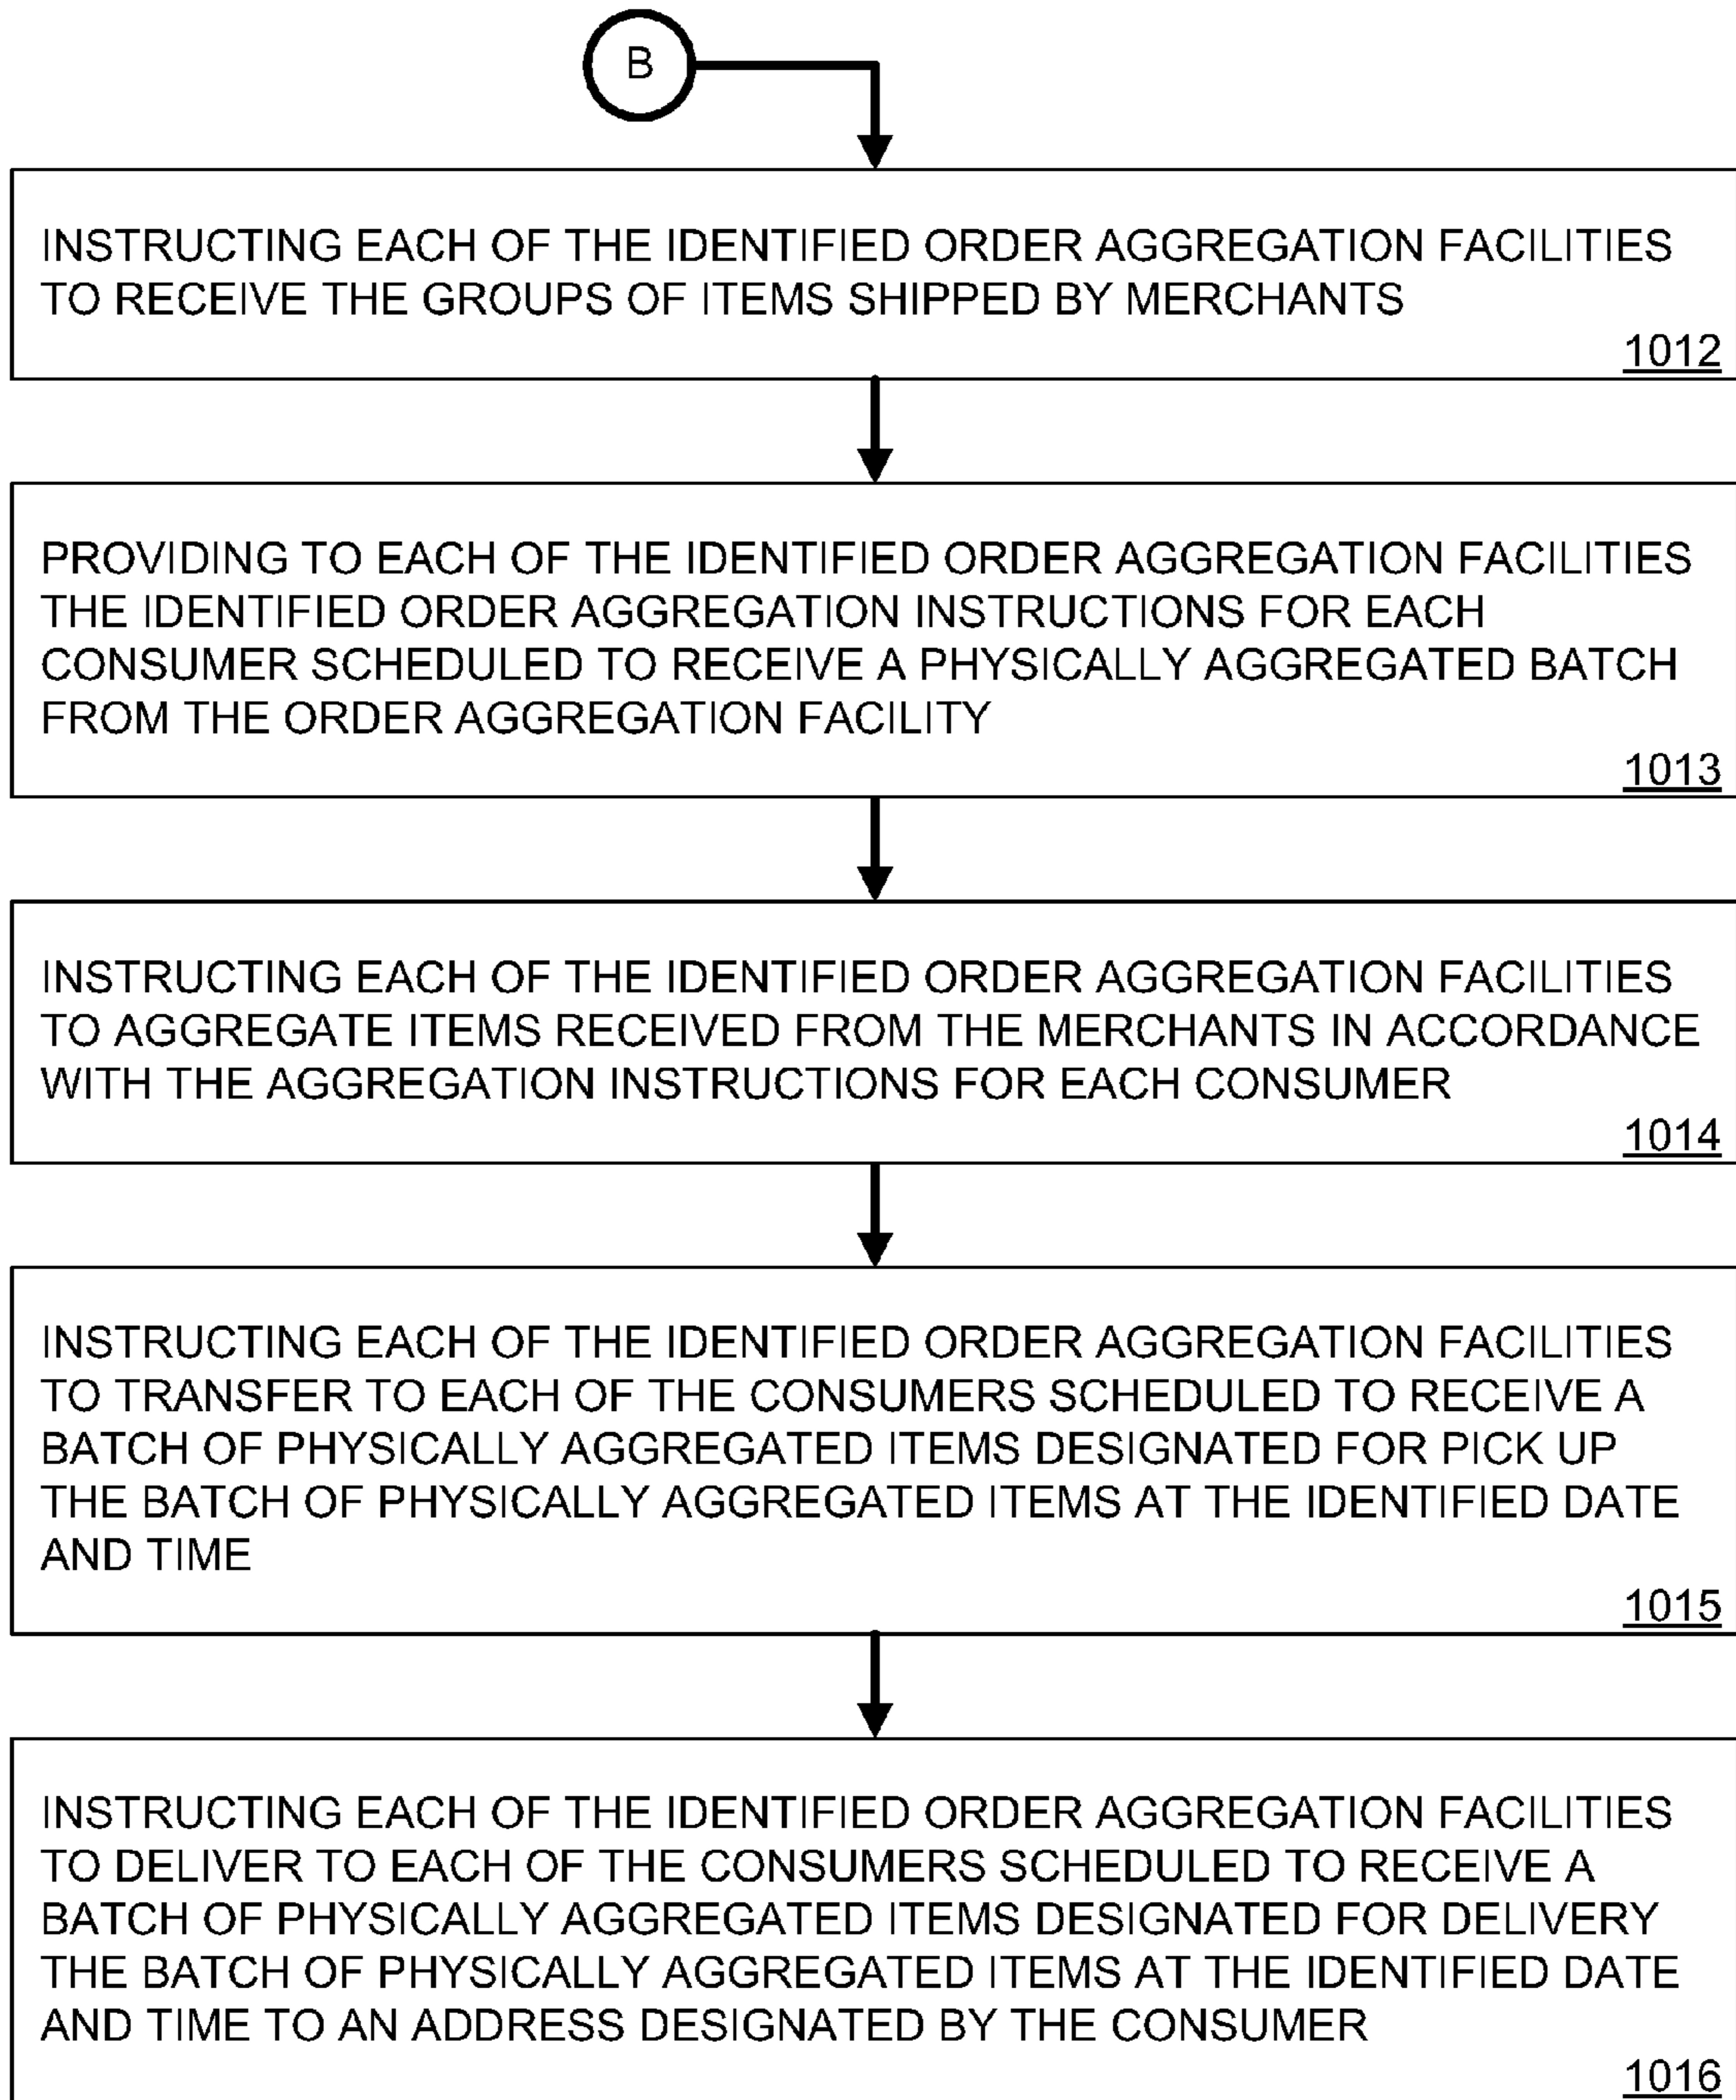 B
INSTRUCTING EACH OF THE IDENTIFIED ORDER AGGREGATION FACILITIES
TO RECEIVE THE GROUPS OF ITEMS SHIPPED BY MERCHANTS
1012
PROVIDING TO EACH OF THE IDENTIFIED ORDER AGGREGATION FACILITIES
THE IDENTIFIED ORDER AGGREGATION INSTRUCTIONS FOR EACH
CONSUMER SCHEDULED TO RECEIVE A PHYSICALLY AGGREGATED BATCH
FROM THE ORDER AGGREGATION FACILITY
1013
INSTRUCTING EACH OF THE IDENTIFIED ORDER AGGREGATION FACILITIES
TO AGGREGATE ITEMS RECEIVED FROM THE MERCHANTS IN ACCORDANCE
WITH THE AGGREGATION INSTRUCTIONS FOR EACH CONSUMER
1014
INSTRUCTING EACH OF THE IDENTIFIED ORDER AGGREGATION FACILITIES
TO TRANSFER TO EACH OF THE CONSUMERS SCHEDULED TO RECEIVE A
BATCH OF PHYSICALLY AGGREGATED ITEMS DESIGNATED FOR PICK UP
THE BATCH OF PHYSICALLY AGGREGATED ITEMS AT THE IDENTIFIED DATE
AND TIME
1015
INSTRUCTING EACH OF THE IDENTIFIED ORDER AGGREGATION FACILITIES
TO DELIVER TO EACH OF THE CONSUMERS SCHEDULED TO RECEIVE A
BATCH OF PHYSICALLY AGGREGATED ITEMS DESIGNATED FOR DELIVERY
THE BATCH OF PHYSICALLY AGGREGATED ITEMS AT THE IDENTIFIED DATE
AND TIME TO AN ADDRESS DESIGNATED BY THE CONSUMER
1016